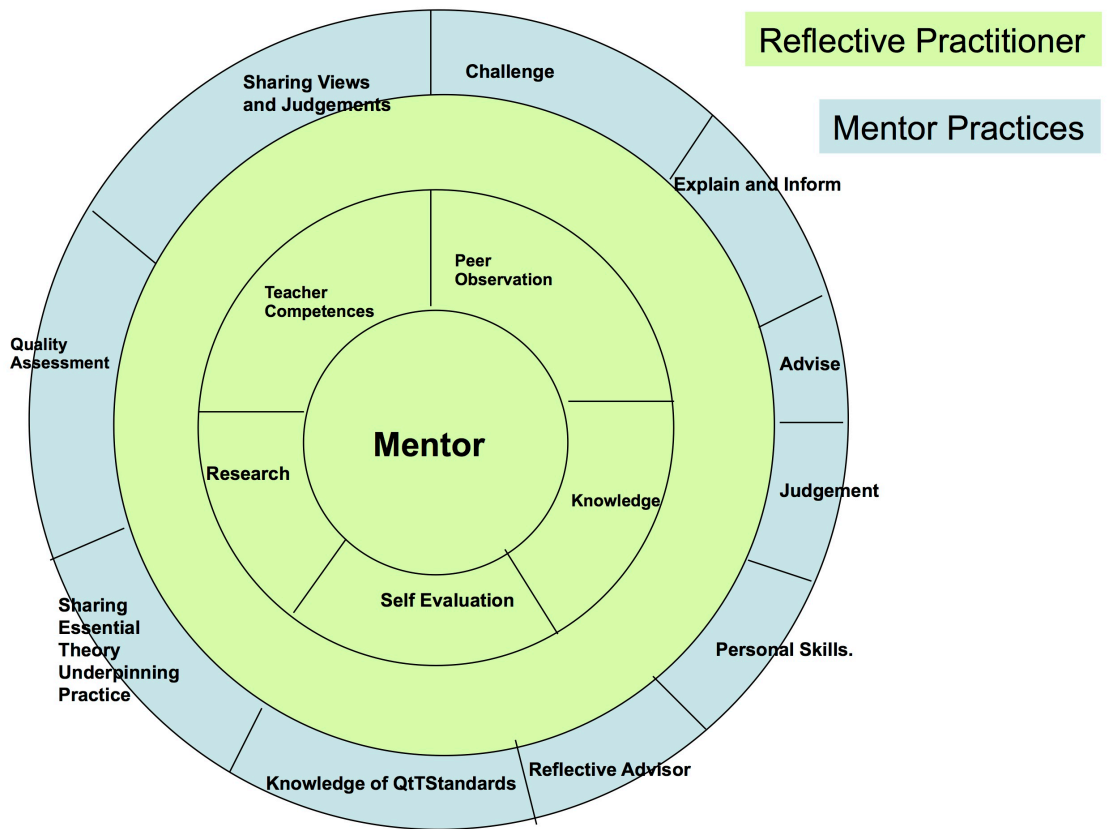 Reflective Practitioner
Mentor Practices
Sharing Views
and Judgements
Challenge
Explain and Inform
Advise
Judgement
Personal Skills.
Reflective Advisor
Knowledge of QtTStandards
Sharing
Essential
Theory
Underpinning
Practice
Quality
Assessment
Teacher
Competences
Peer
Observation
Knowledge
Self Evaluation
Research
Mentor